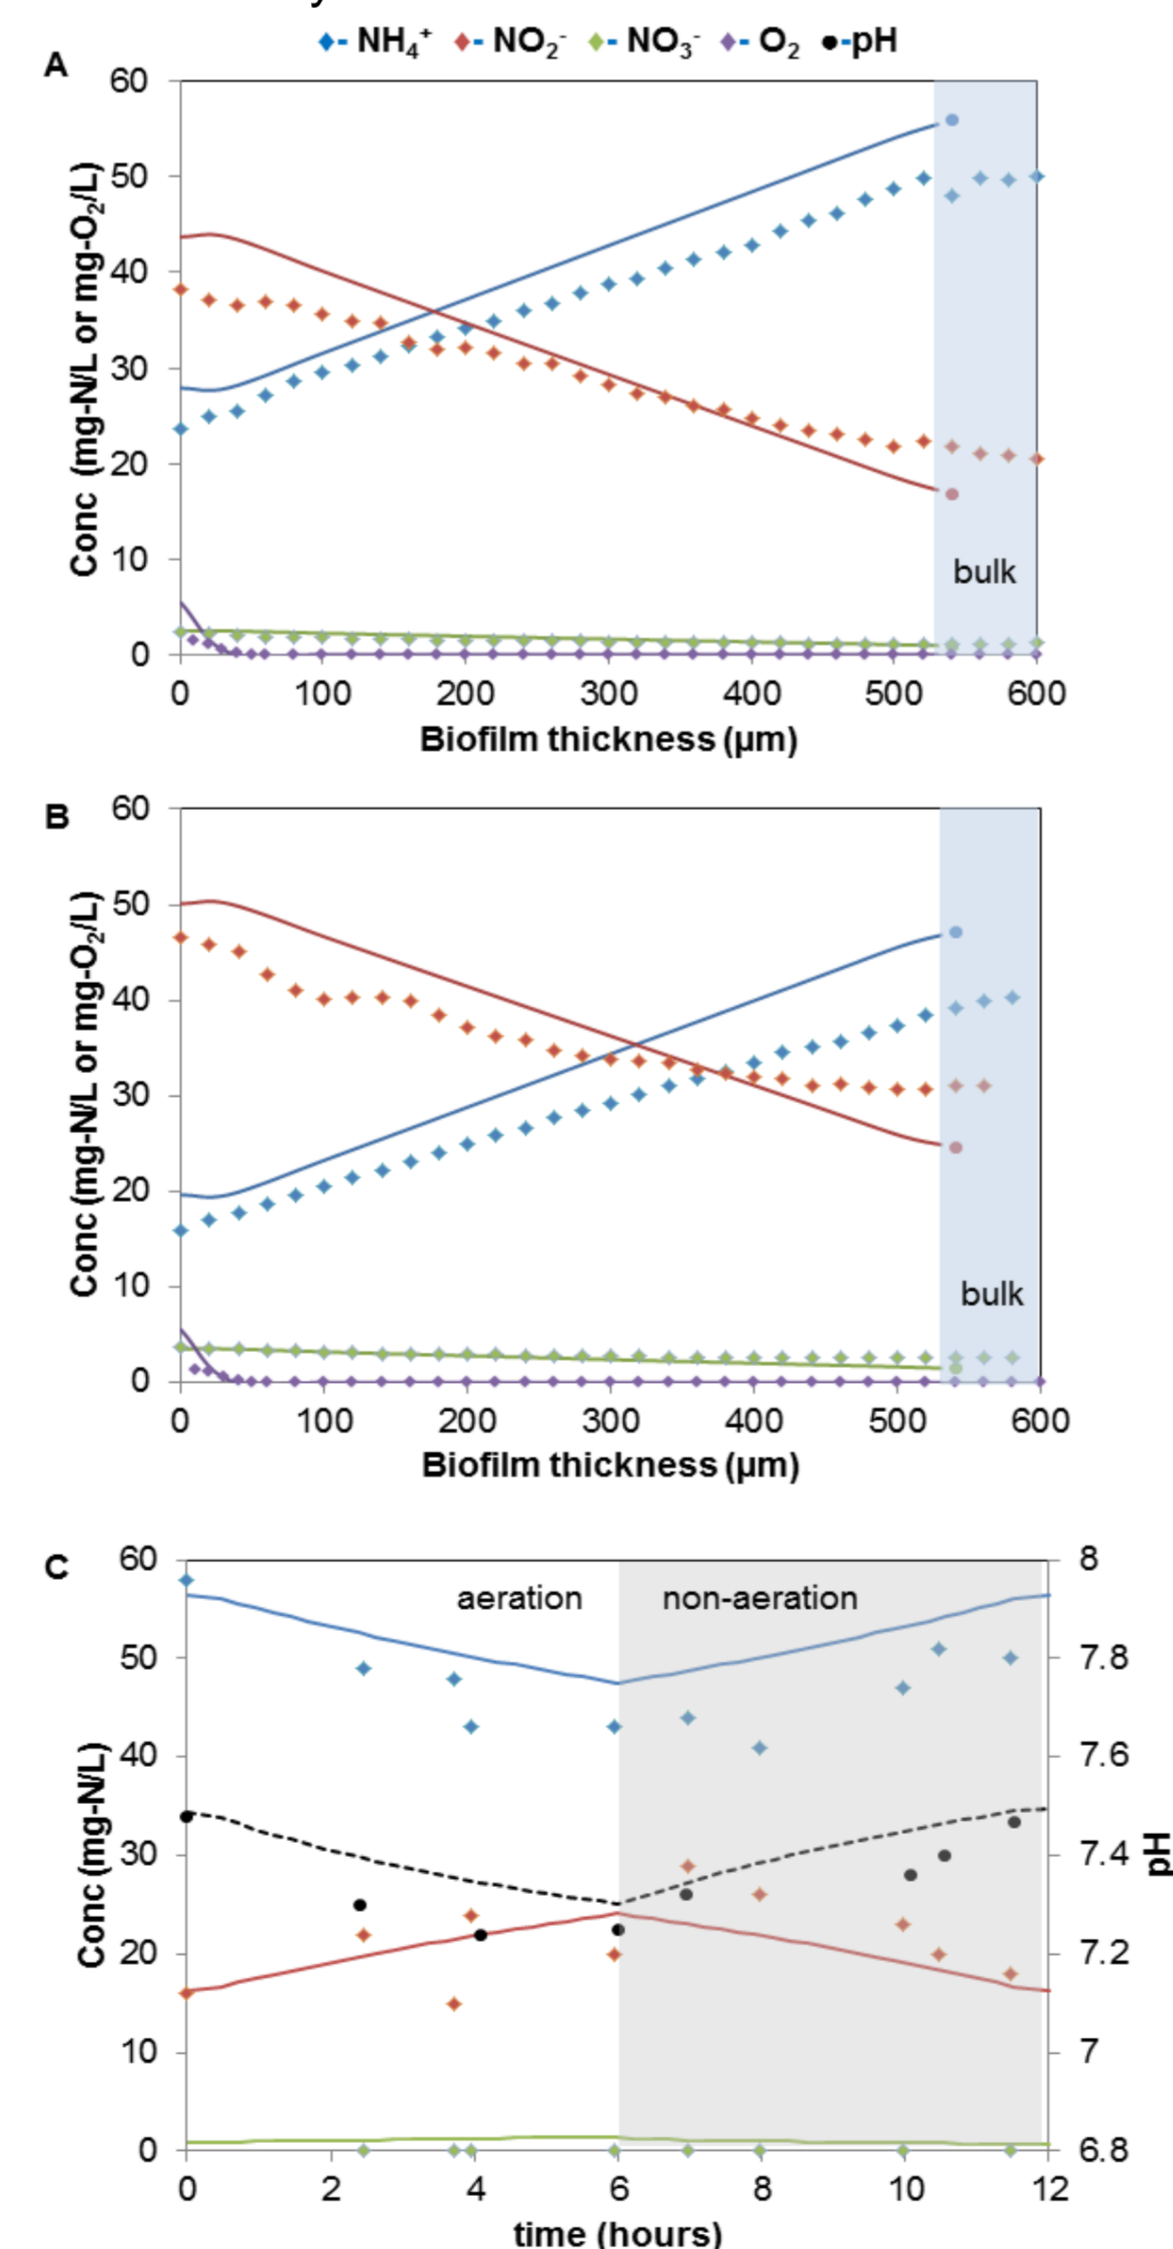 y
NH₄⁺ NO₂⁻ NO₃⁻ O₂ pH
A
60
50
40
30
20
10
0
Conc (mg-N/L or mg-O₂/L)
bulk
0 100 200 300 400 500 600
Biofilm thickness (µm)
B
60
50
40
30
20
10
0
Conc (mg-N/L or mg-O₂/L)
bulk
0 100 200 300 400 500 600
Biofilm thickness (µm)
C
60
50
40
30
20
10
0
Conc (mg-N/L)
aeration non-aeration
8
7.8
7.6
7.4
7.2
7
6.8
pH
0 2 4 6 8 10 12
time (hours)